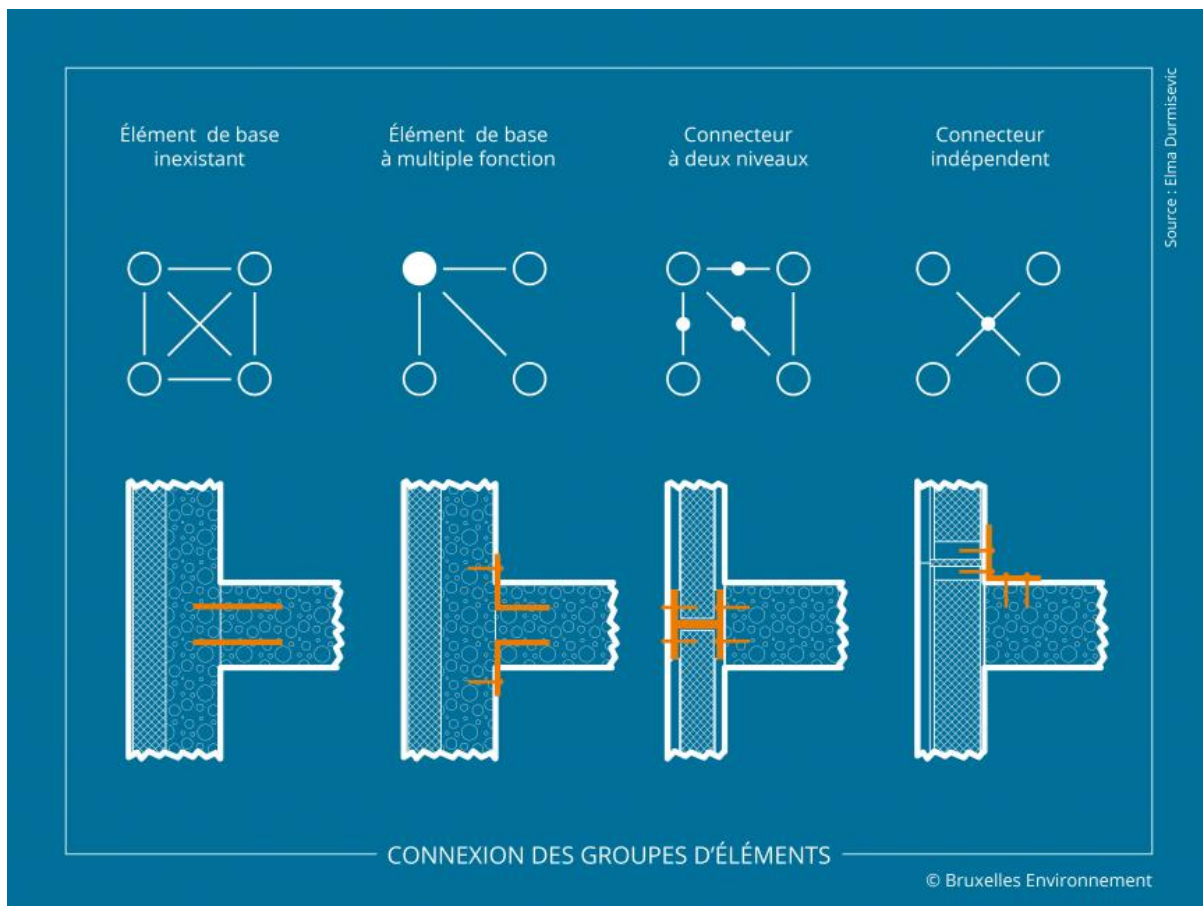 Élément de base
inexistant
Élément de base
à multiple fonction
Connecteur
à deux niveaux
Connecteur
indépendent
Source : Elma Durmisevic
CONNEXION DES GROUPES D'ÉLÉMENTS
© Bruxelles Environnement